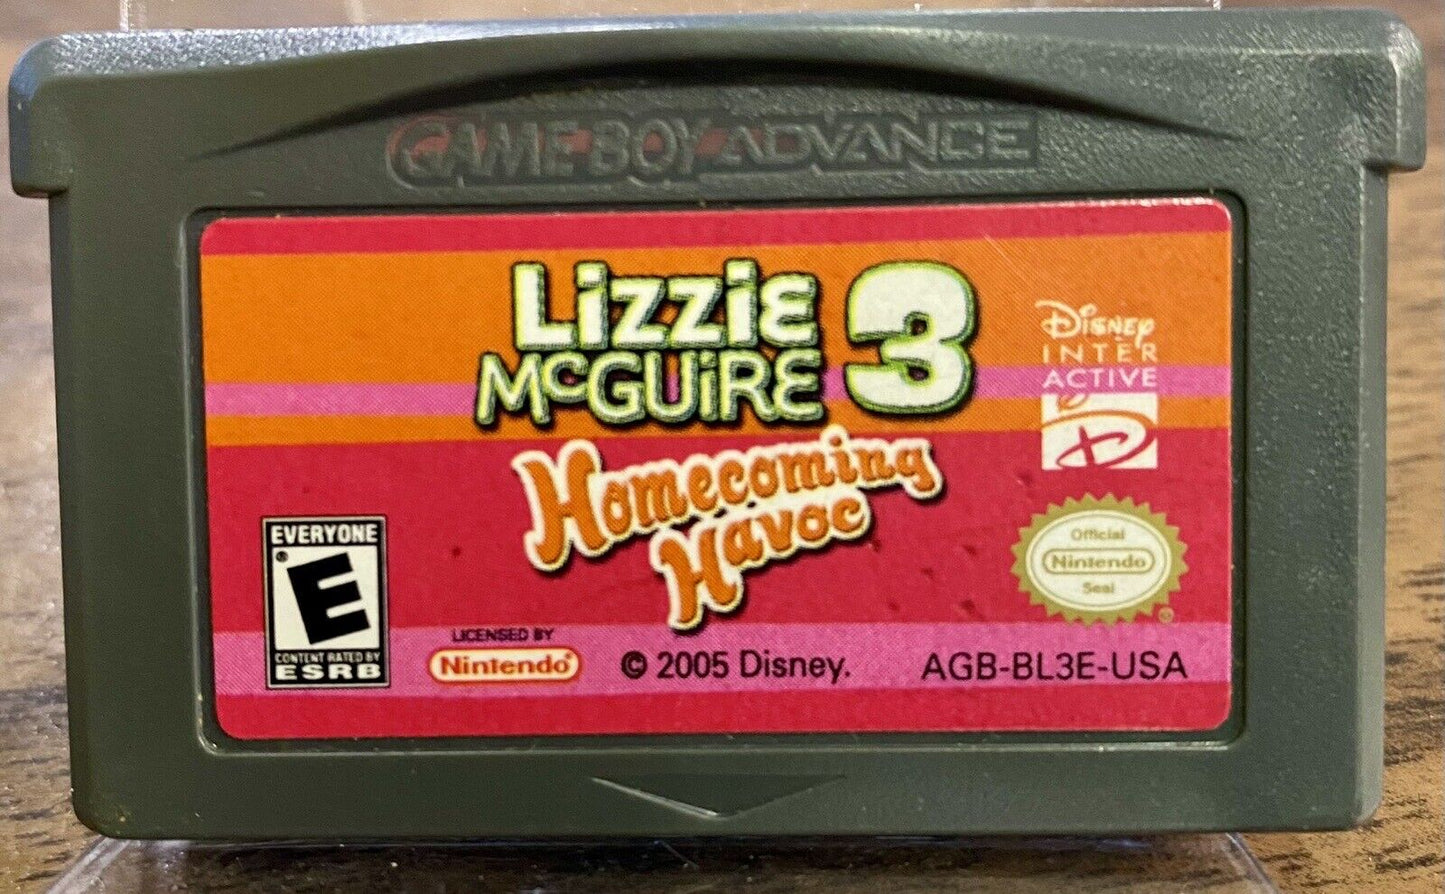 GAME BOY ADVANCE
Lizzie
McGuire 3
Homecoming
Havoc
Disney
INTER
ACTIVE
D
EVERYONE
E
CONTENT RATED BY
ESRB
LICENSED BY
Nintendo®
© 2005 Disney.
Official
Nintendo
Seal
®
AGB-BL3E-USA